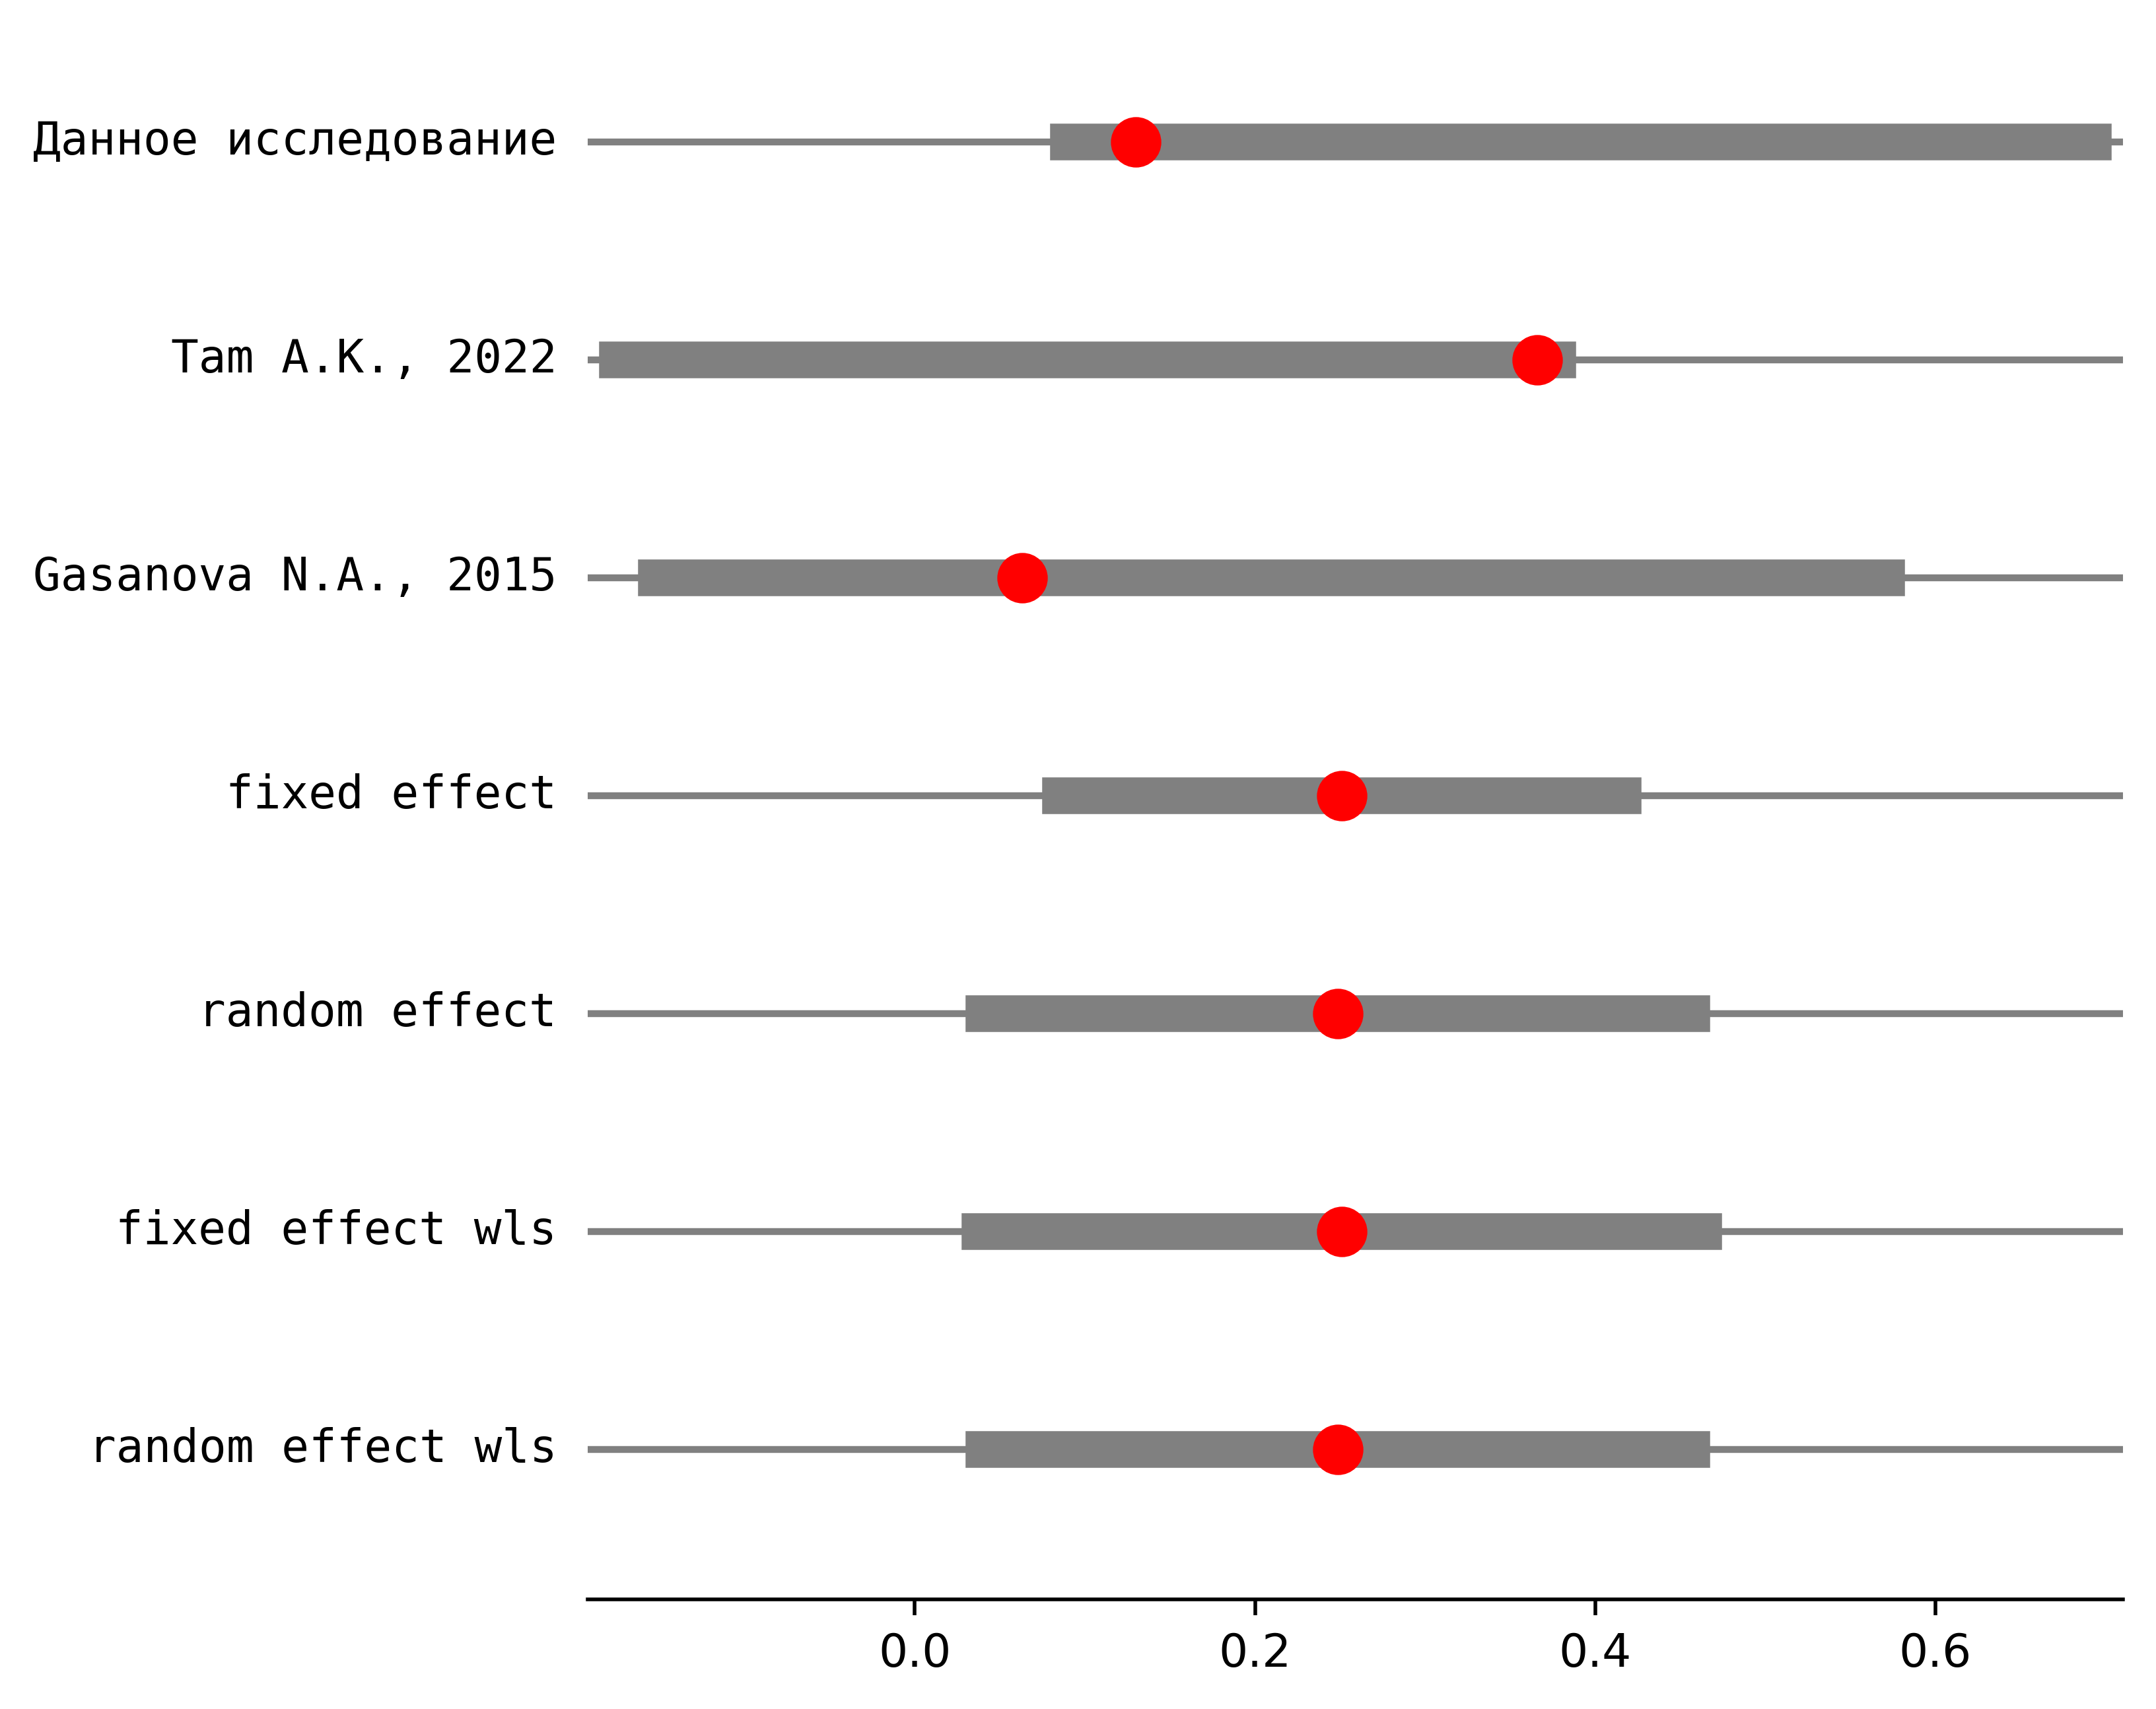 Данное исследование
Tam A.K., 2022
Gasanova N.A., 2015
fixed effect
random effect
fixed effect wls
random effect wls
0.0 0.2 0.4 0.6